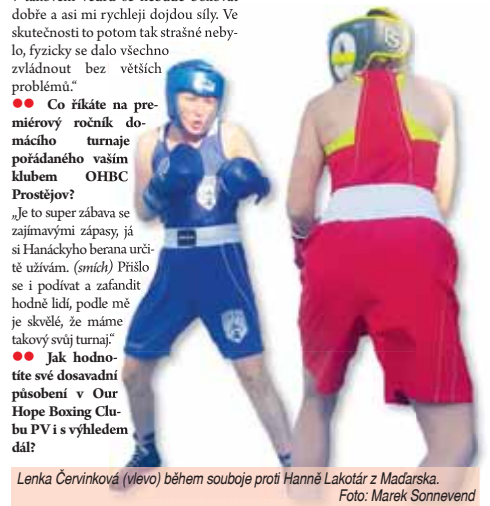 dobře a asi mi rychleji dojdou síly. Ve
skutečnosti to potom tak strašné neby-
lo, fyzicky se dalo všechno
zvládnout bez větších
problémů.“
●● Co říkáte na pre-
miérový ročník do-
mácího turnaje
pořádaného vaším
klubem OHBC
Prostějov?
„Je to super zábava se
zajímavými zápasy, já
si Hanáckyho berana urči-
tě užívám. (smích) Přišlo
se i podívat a zafandit
hodně lidí, podle mě
je skvělé, že máme
takový svůj turnaj.“
●● Jak hodno-
títe své dosavadní
působení v Our
Hope Boxing Clu-
bu PV i s výhledem
dál?
Lenka Červinková (vlevo) během souboje proti Hanně Lakotár z Maďarska.
Foto: Marek Sonnevend